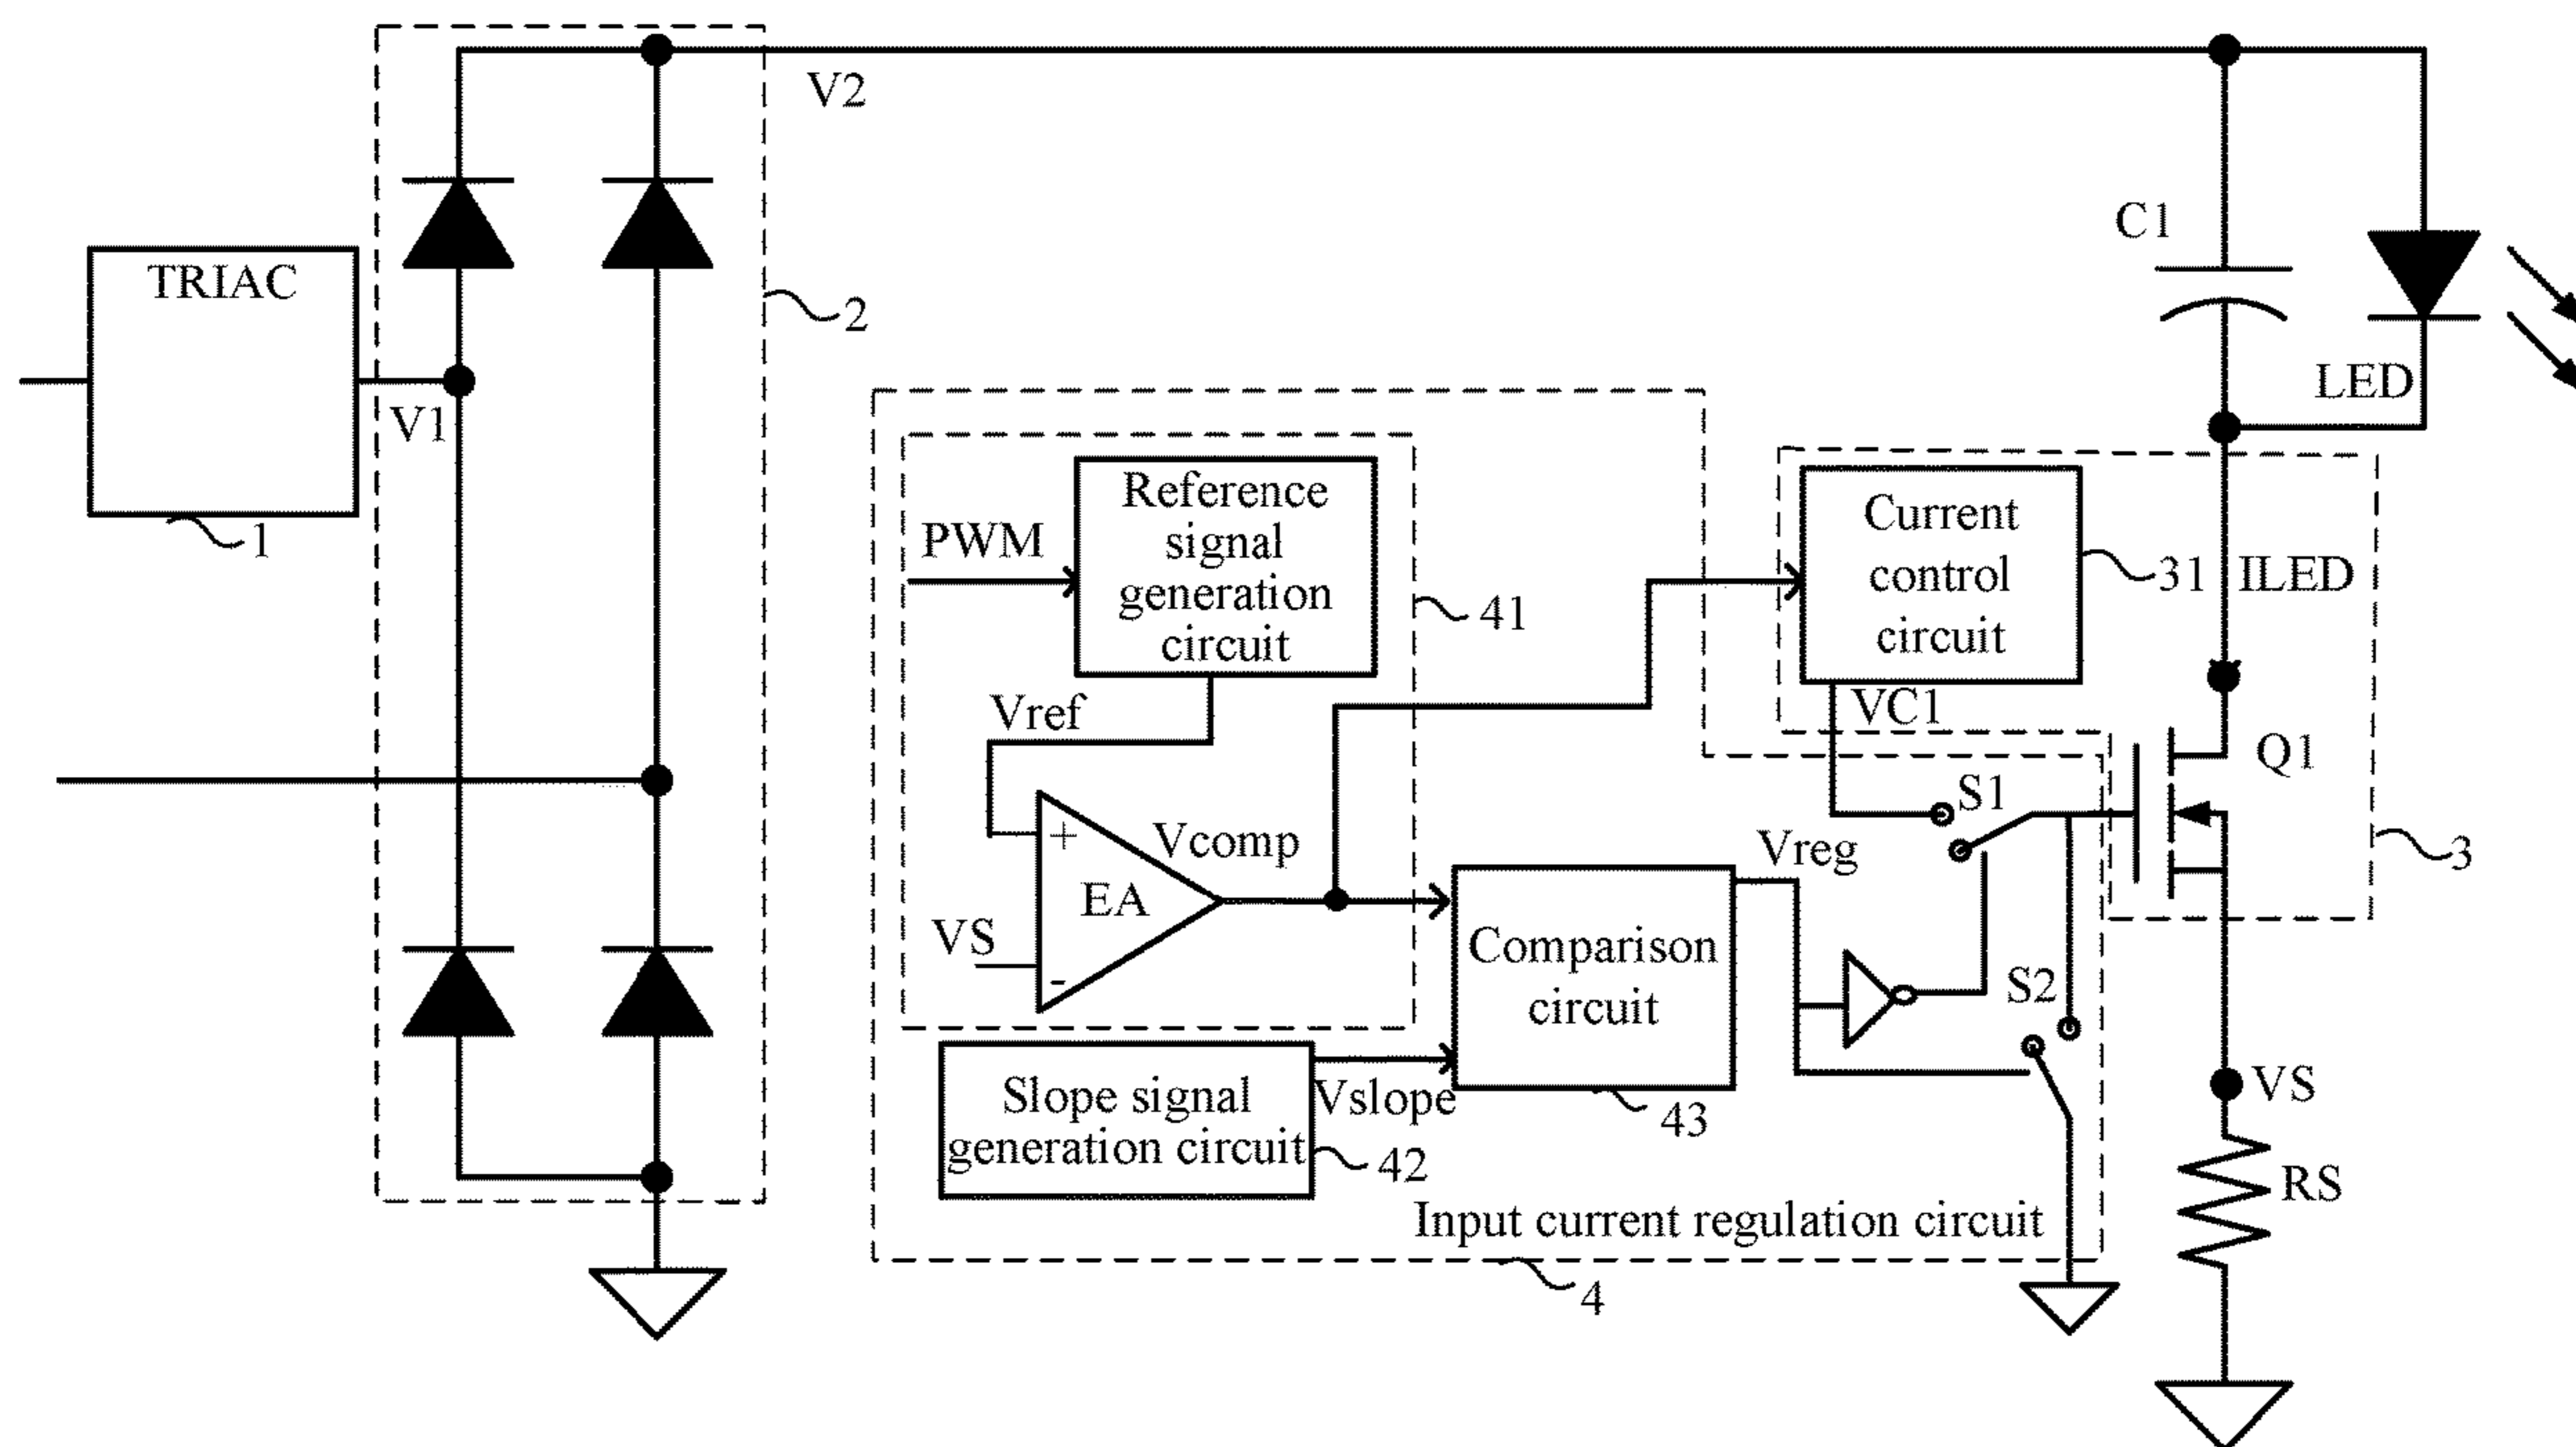 V2
C1
TRIAC
2
LED
V1
1
Reference
signal
generation
circuit
PWM
41
Current
control
circuit
31
ILED
Vref
VC1
Q1
S1
+
EA
-
Vcomp
Vreg
3
VS
Comparison
circuit
S2
43
VS
Slope signal
generation circuit
Vslope
42
RS
Input current regulation circuit
4